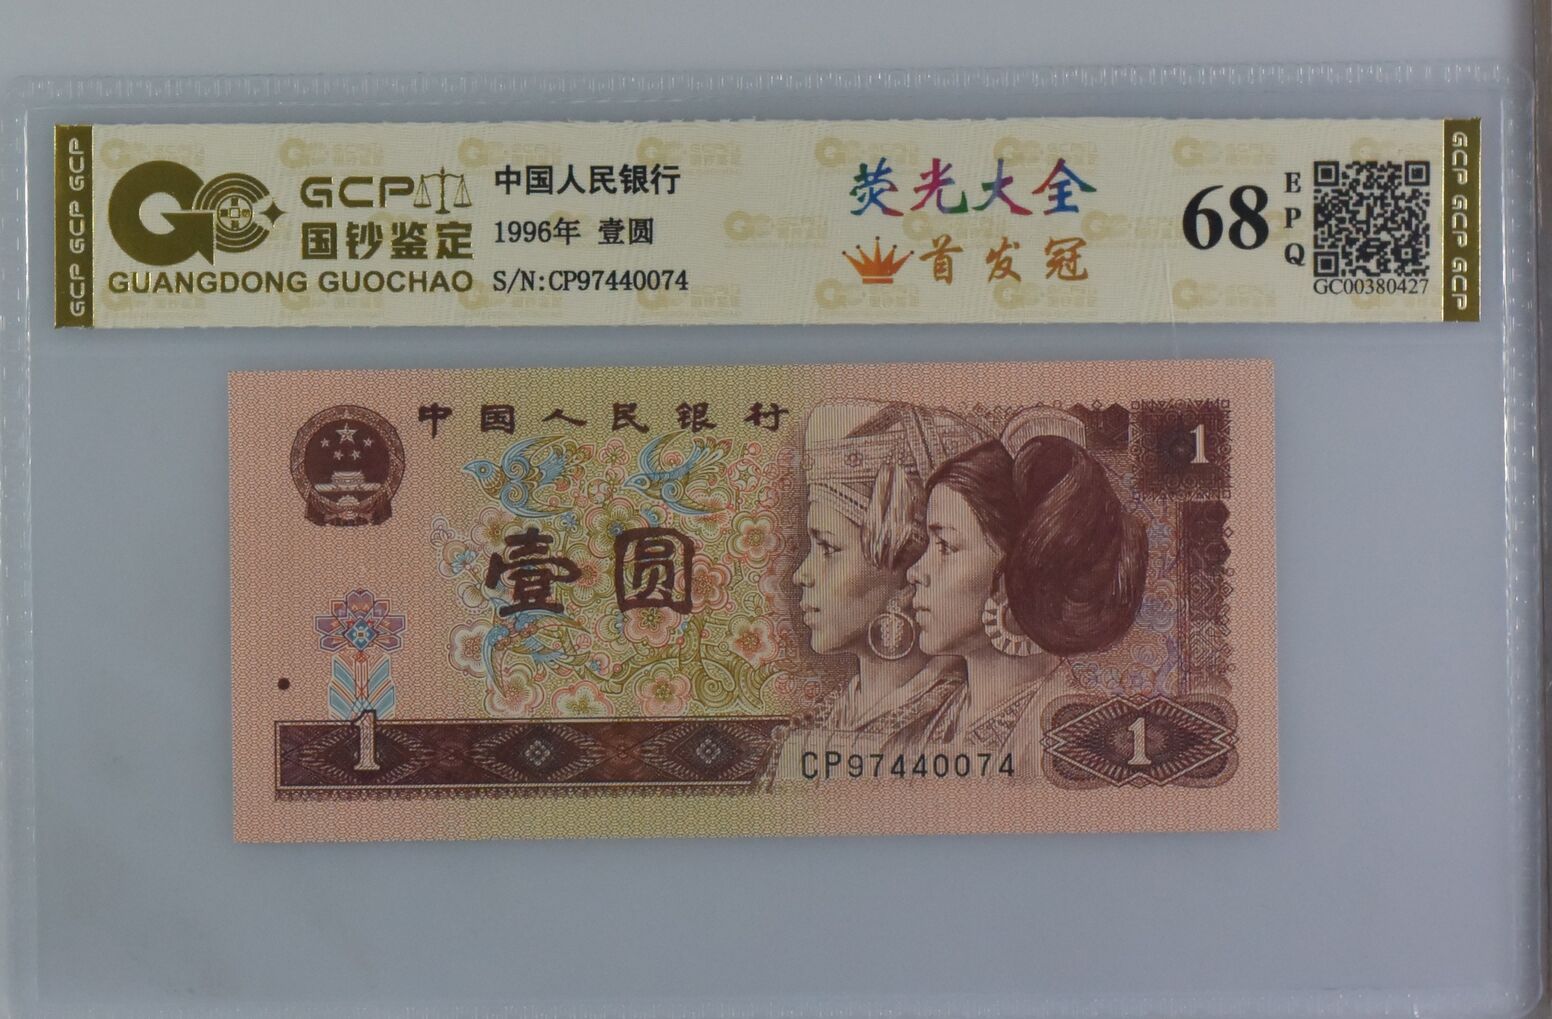 GCP GCP GCP
GCP
国钞鉴定
GUANGDONG GUOCHAO
中国人民银行
1996年 壹圆
S/N:CP97440074
荧光大全
首发冠
68
EPQ
GC00380427
GCP GCP GCP
中国人民银行
1
壹圆
1
CP97440074
1